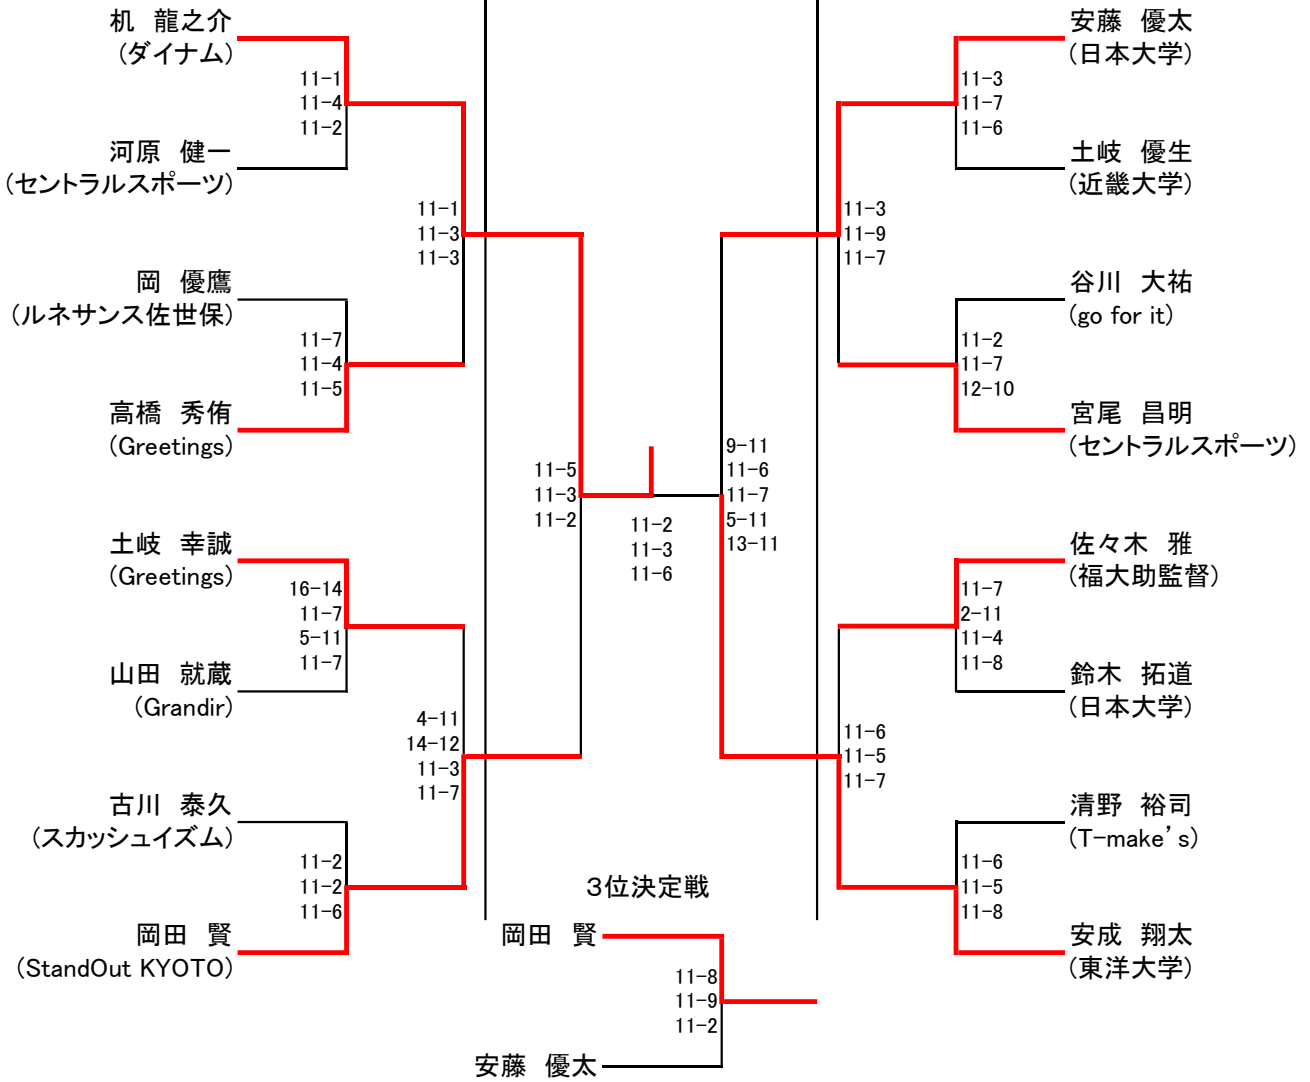 机 龍之介
(ダイナム)
11-1
11-4
11-2
河原 健一
(セントラルスポーツ)
11-1
11-3
11-3
岡 優鷹
(ルネサンス佐世保)
11-7
11-4
11-5
高橋 秀侑
(Greetings)
11-5
11-3
11-2
土岐 幸誠
(Greetings)
16-14
11-7
5-11
11-7
山田 就蔵
(Grandir)
4-11
14-12
11-3
11-7
古川 泰久
(スカッシュイズム)
11-2
11-2
11-6
岡田 賢
(StandOut KYOTO)
11-2
11-3
11-6
安藤 優太
(日本大学)
11-3
11-7
11-6
土岐 優生
(近畿大学)
11-3
11-9
11-7
谷川 大祐
(go for it)
11-2
11-7
12-10
宮尾 昌明
(セントラルスポーツ)
9-11
11-6
11-7
5-11
13-11
佐々木 雅
(福大助監督)
11-7
2-11
11-4
11-8
鈴木 拓道
(日本大学)
11-6
11-5
11-7
清野 裕司
(T-make's)
11-6
11-5
11-8
安成 翔太
(東洋大学)
3位決定戦
岡田 賢
11-8
11-9
11-2
安藤 優太